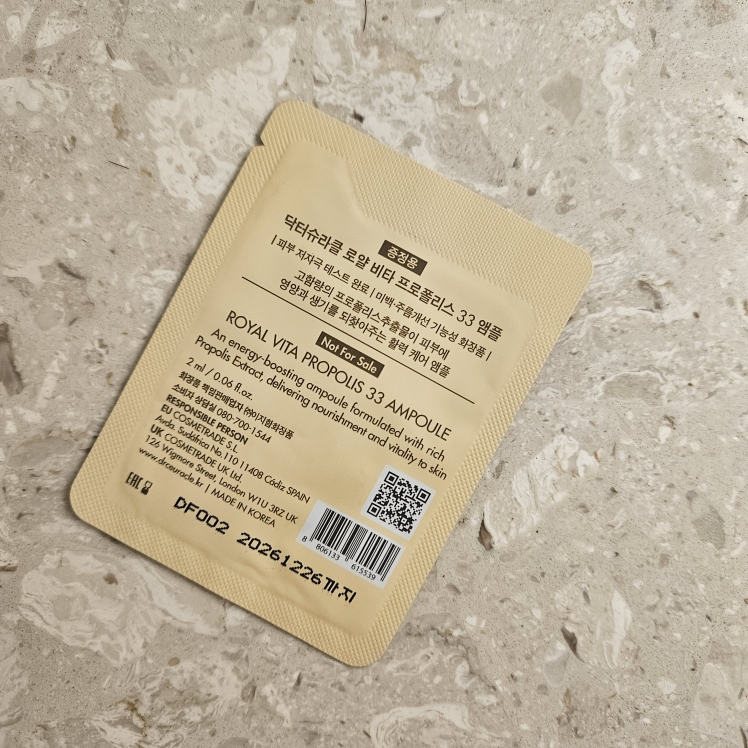 증정용
닥터슈라클 로얄 비타 프로폴리스 33 앰플
| 피부 저자극 테스트 완료 | 미백·주름개선 기능성 화장품 |
고함량의 프로폴리스추출물이 피부에
영양과 생기를 되찾아주는 활력 케어 앰플
Not For Sale
ROYAL VITA PROPOLIS 33 AMPOULE
An energy-boosting ampoule formulated with rich
Propolis Extract, delivering nourishment and vitality to skin
2 ml / 0.06 fl.oz.
화장품 책임판매업자 ㈜이지함화장품
소비자 상담실 080-700-1544
RESPONSIBLE PERSON
EU COSMETRADE S.L.
Avda. Sudáfrica No.110 11408 Cádiz SPAIN
UK COSMETRADE UK Ltd.
126 Wigmore Street, London W1U 3RZ UK
www.drceuracle.kr | MADE IN KOREA
EAC
8 806133 615539
DF002 20261226까지